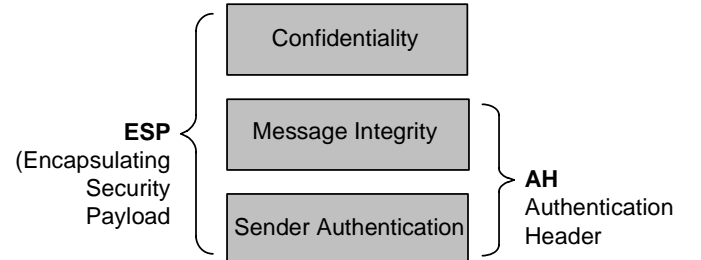 Confidentiality
Message Integrity
Sender Authentication
ESP
(Encapsulating
Security
Payload
AH
Authentication
Header